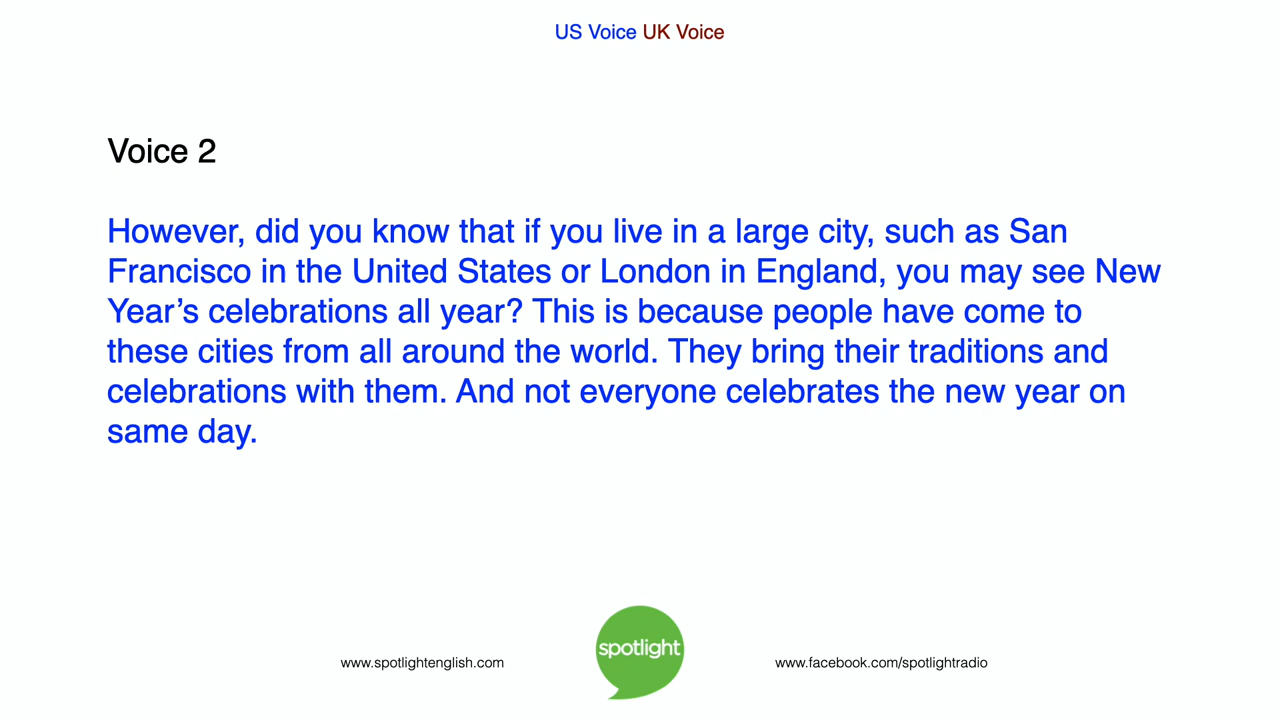 US Voice UK Voice
Voice 2
However, did you know that if you live in a large city, such as San
Francisco in the United States or London in England, you may see New
Year’s celebrations all year? This is because people have come to
these cities from all around the world. They bring their traditions and
celebrations with them. And not everyone celebrates the new year on
same day.
www.spotlightenglish.com
spotlight
www.facebook.com/spotlightradio